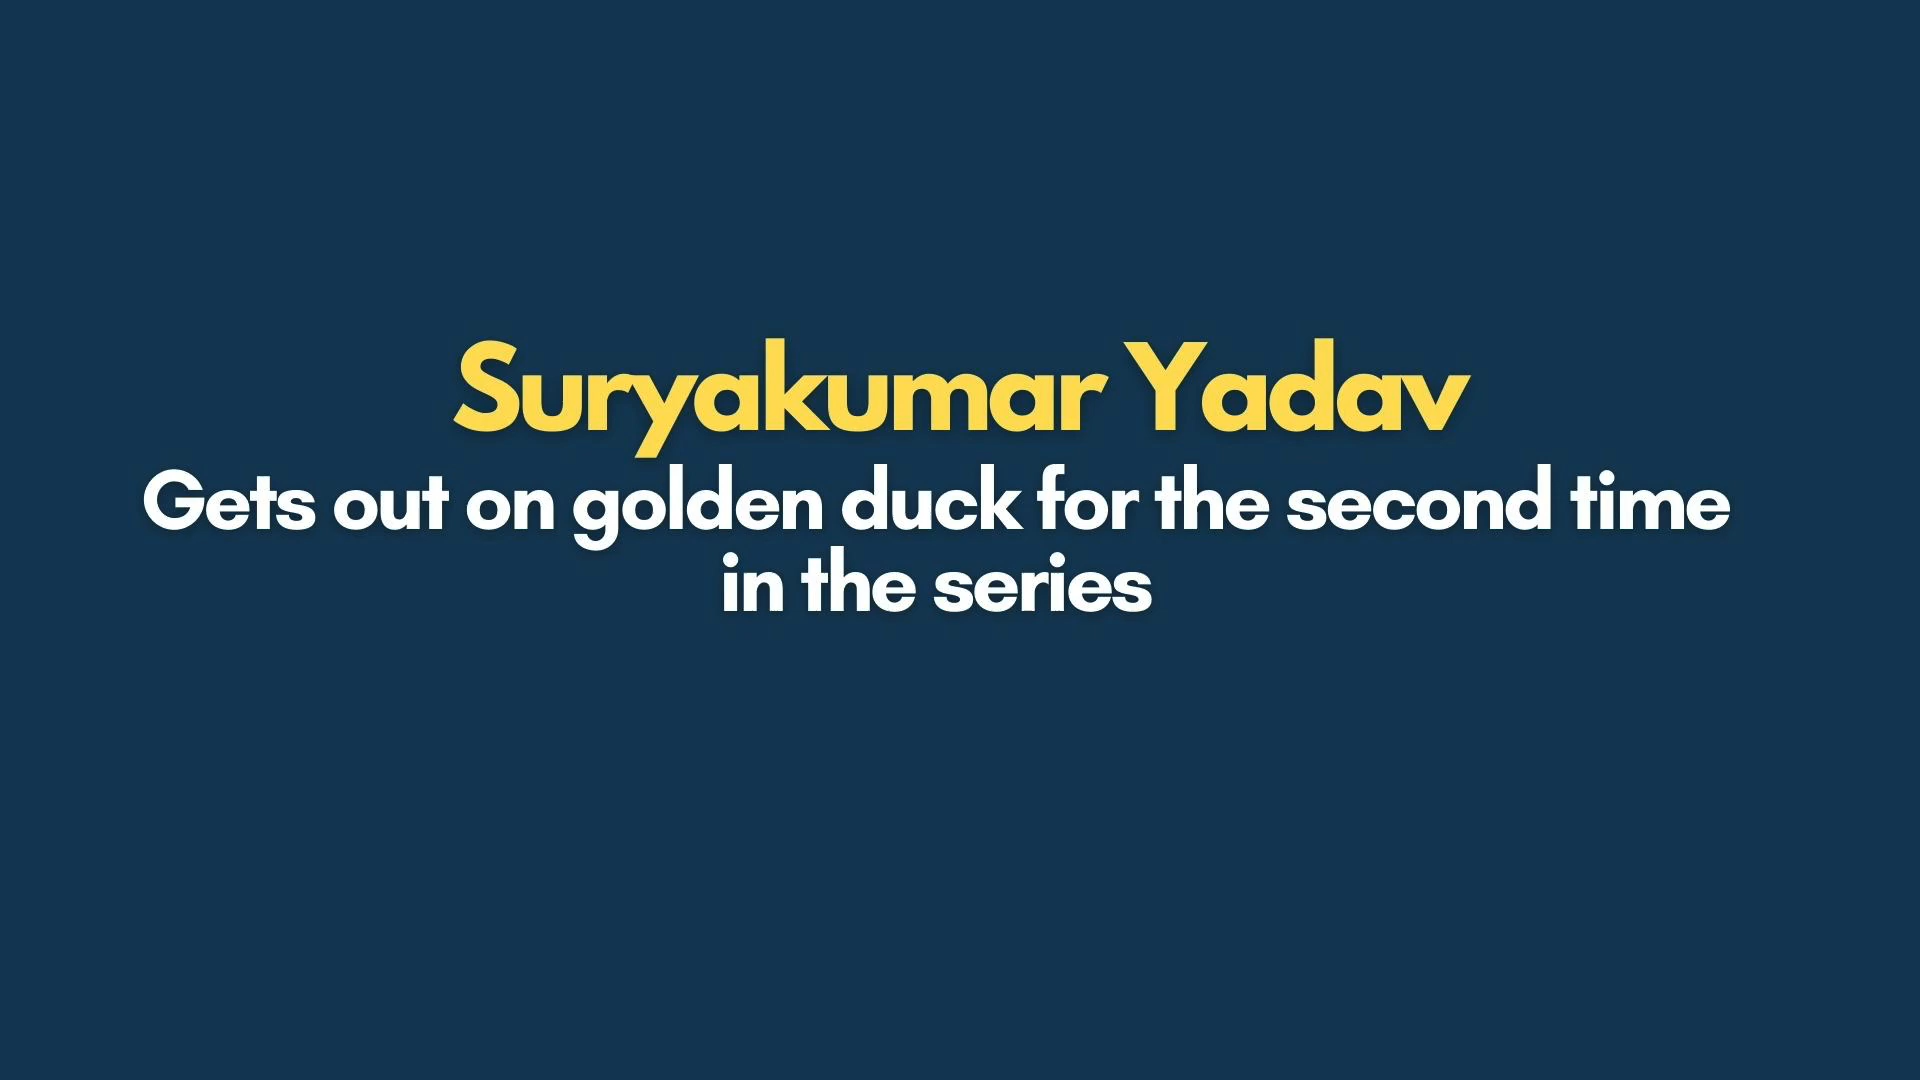 Suryakumar Yadav
Gets out on golden duck for the second time
in the series